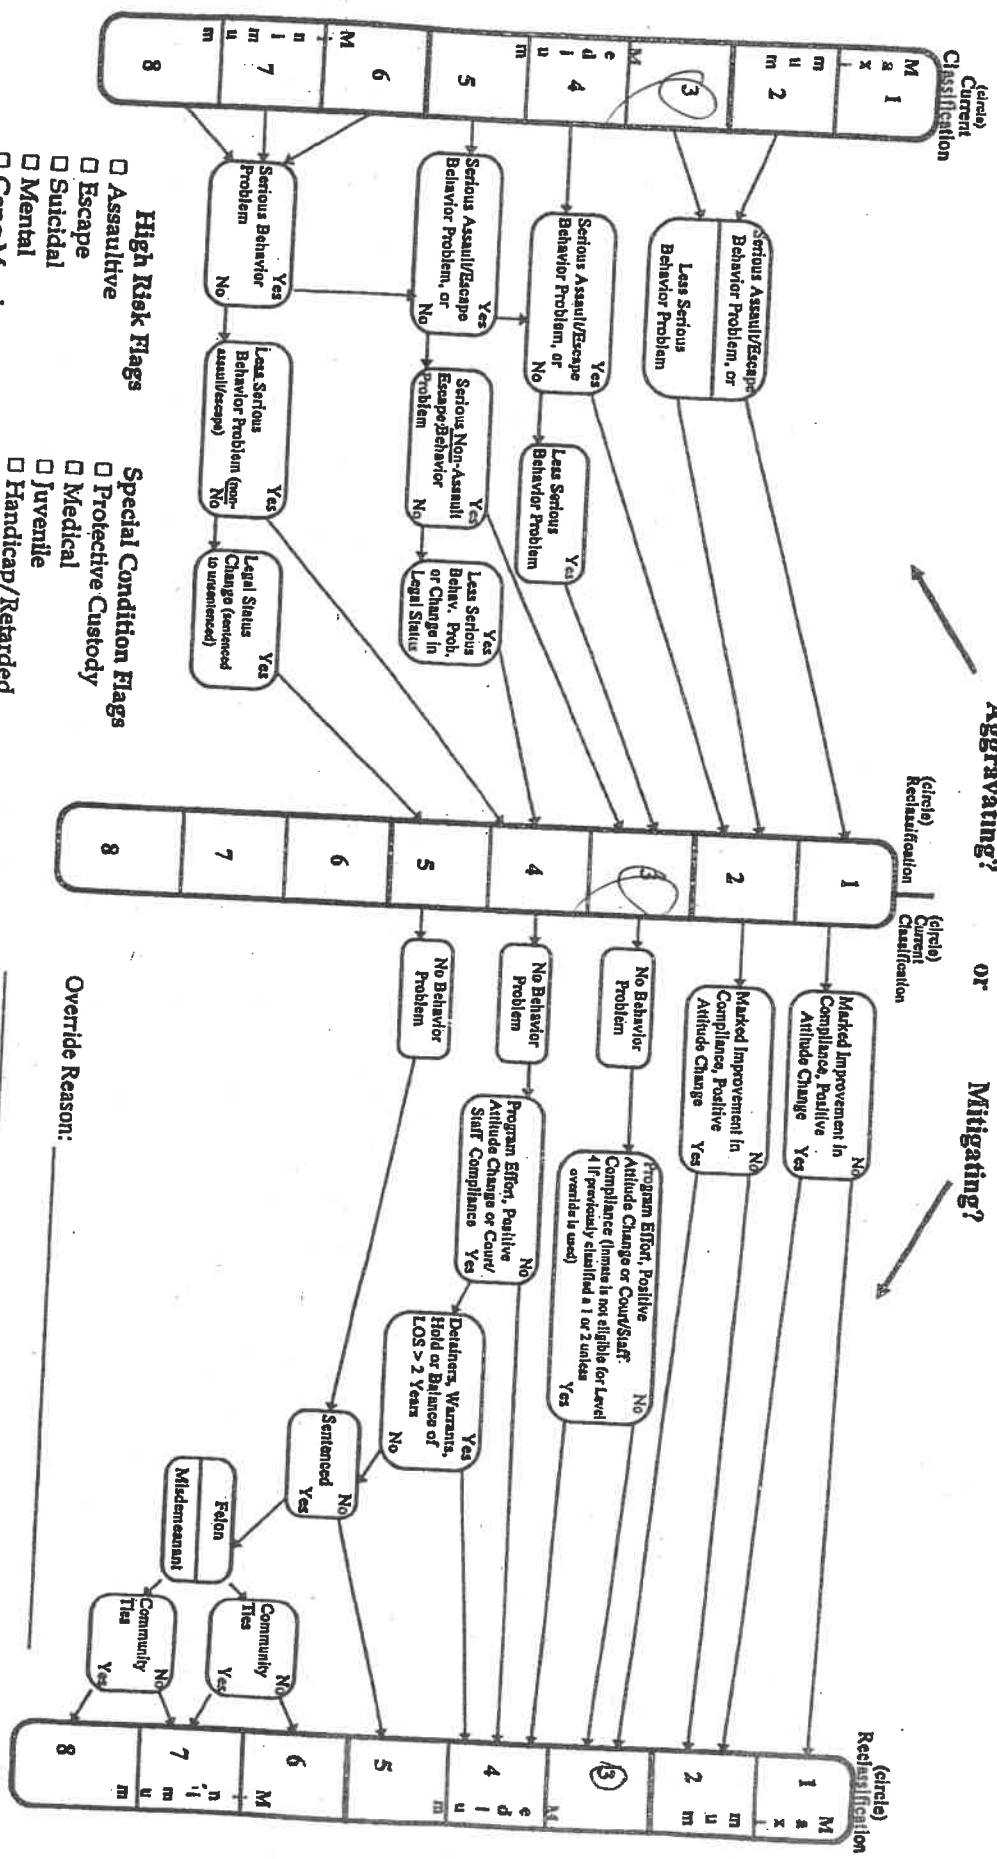 Aggravating? or Mitigating?
(circle)
Current
Classification
1
2
3
4
5
6
7
8
Maximum
Medium
Minimum
Serious Assault/Escape
Behavior Problem, or
Less Serious
Behavior Problem
Serious Assault/Escape
Behavior Problem, or
Yes
No
Less Serious
Behavior Problem
Yes
Serious Assault/Escape
Behavior Problem, or
Yes
No
Serious Non-Assault
Escape Behavior
Problem
Yes
No
Less Serious
Behav. Prob.
or Change in
Legal Status
Yes
Serious Behavior
Problem
Yes
No
Less Serious
Behavior Problem (non-
assault/escape)
Yes
No
Legal Status
Change (sentenced
to unsentenced)
Yes
(circle)
Reclassification
(circle)
Current
Classification
1
2
3
4
5
6
7
8
Marked Improvement in
Compliance, Positive
Attitude Change
No
Yes
Marked Improvement in
Compliance, Positive
Attitude Change
No
Yes
No Behavior
Problem
Program Effort, Positive
Attitude Change or Court/Staff
Compliance (Inmate is not eligible for Level
4 if previously classified a 1 or 2 unless
override is used)
No
Yes
No Behavior
Problem
Program Effort, Positive
Attitude Change or Court/
Staff Compliance
No
Yes
Detainers, Warrants,
Hold or Balance of
LOS > 2 Years
Yes
No
No Behavior
Problem
Sentenced
No
Yes
Felon
Misdemeanant
Community
Ties
No
Yes
Community
Ties
No
Yes
(circle)
Reclassification
1
2
3
4
5
6
7
8
Maximum
Medium
Minimum
High Risk Flags
☐ Assaultive
☐ Escape
☐ Suicidal
☐ Mental
Special Condition Flags
☐ Protective Custody
☐ Medical
☐ Juvenile
☐ Handicap/Retarded
Override Reason: